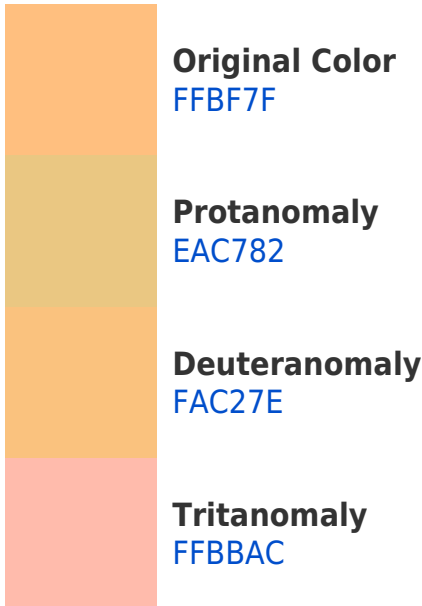 Original Color
FFBF7F
Protanomaly
EAC782
Deuteranomaly
FAC27E
Tritanomaly
FFBBAC